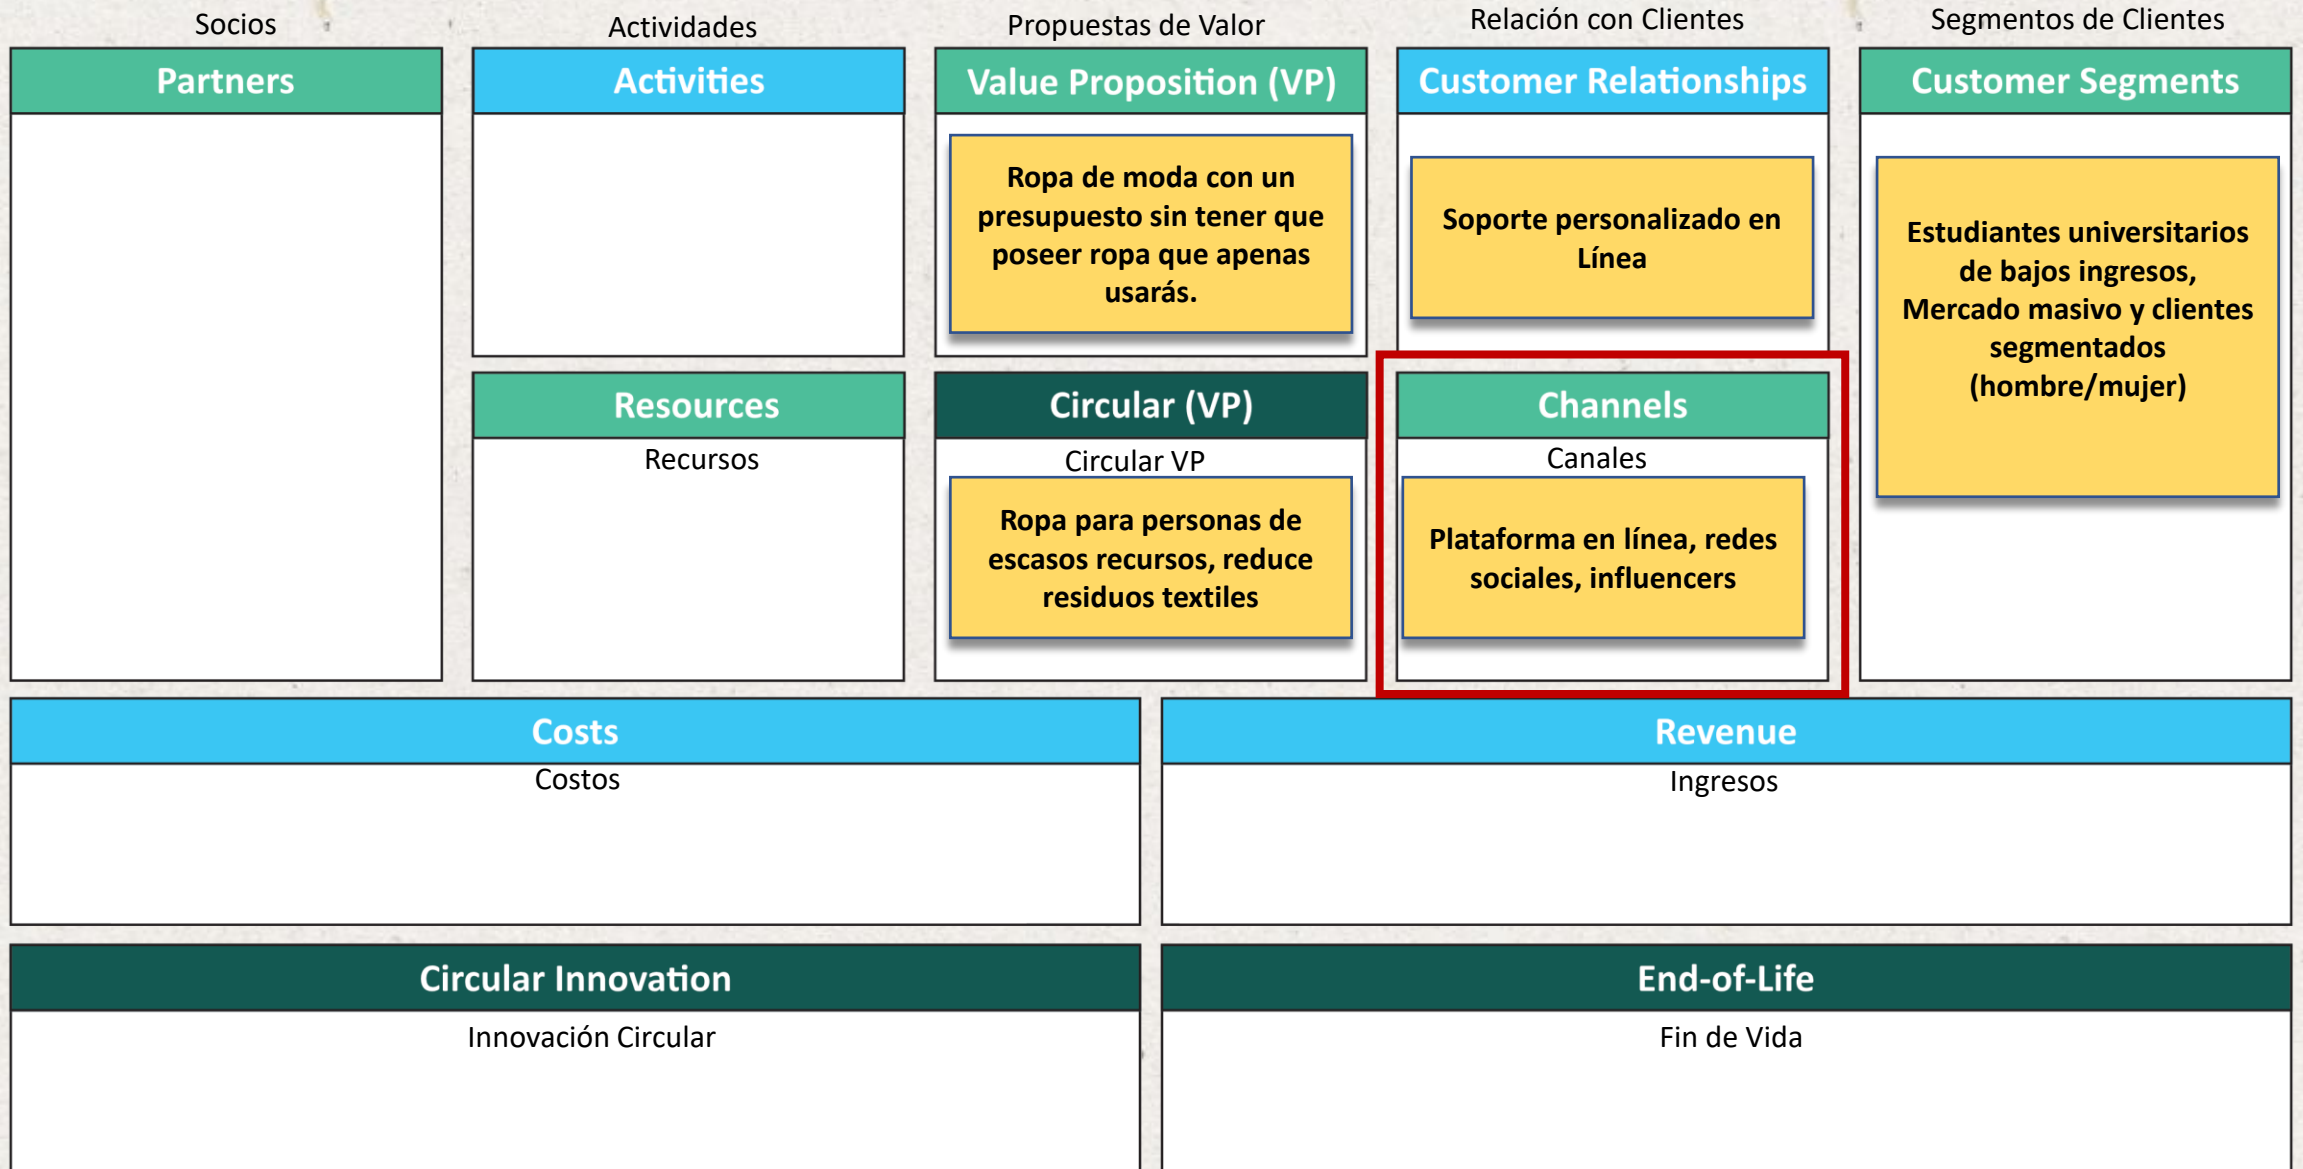 Socios
Actividades
Propuestas de Valor
Relación con Clientes
Segmentos de Clientes
Partners
Activities
Value Proposition (VP)
Customer Relationships
Customer Segments
Ropa de moda con un
presupuesto sin tener que
poseer ropa que apenas
usarás.
Soporte personalizado en
Línea
Estudiantes universitarios
de bajos ingresos,
Mercado masivo y clientes
segmentados
(hombre/mujer)
Resources
Recursos
Circular (VP)
Circular VP
Ropa para personas de
escasos recursos, reduce
residuos textiles
Channels
Canales
Plataforma en línea, redes
sociales, influencers
Costs
Costos
Revenue
Ingresos
Circular Innovation
Innovación Circular
End-of-Life
Fin de Vida